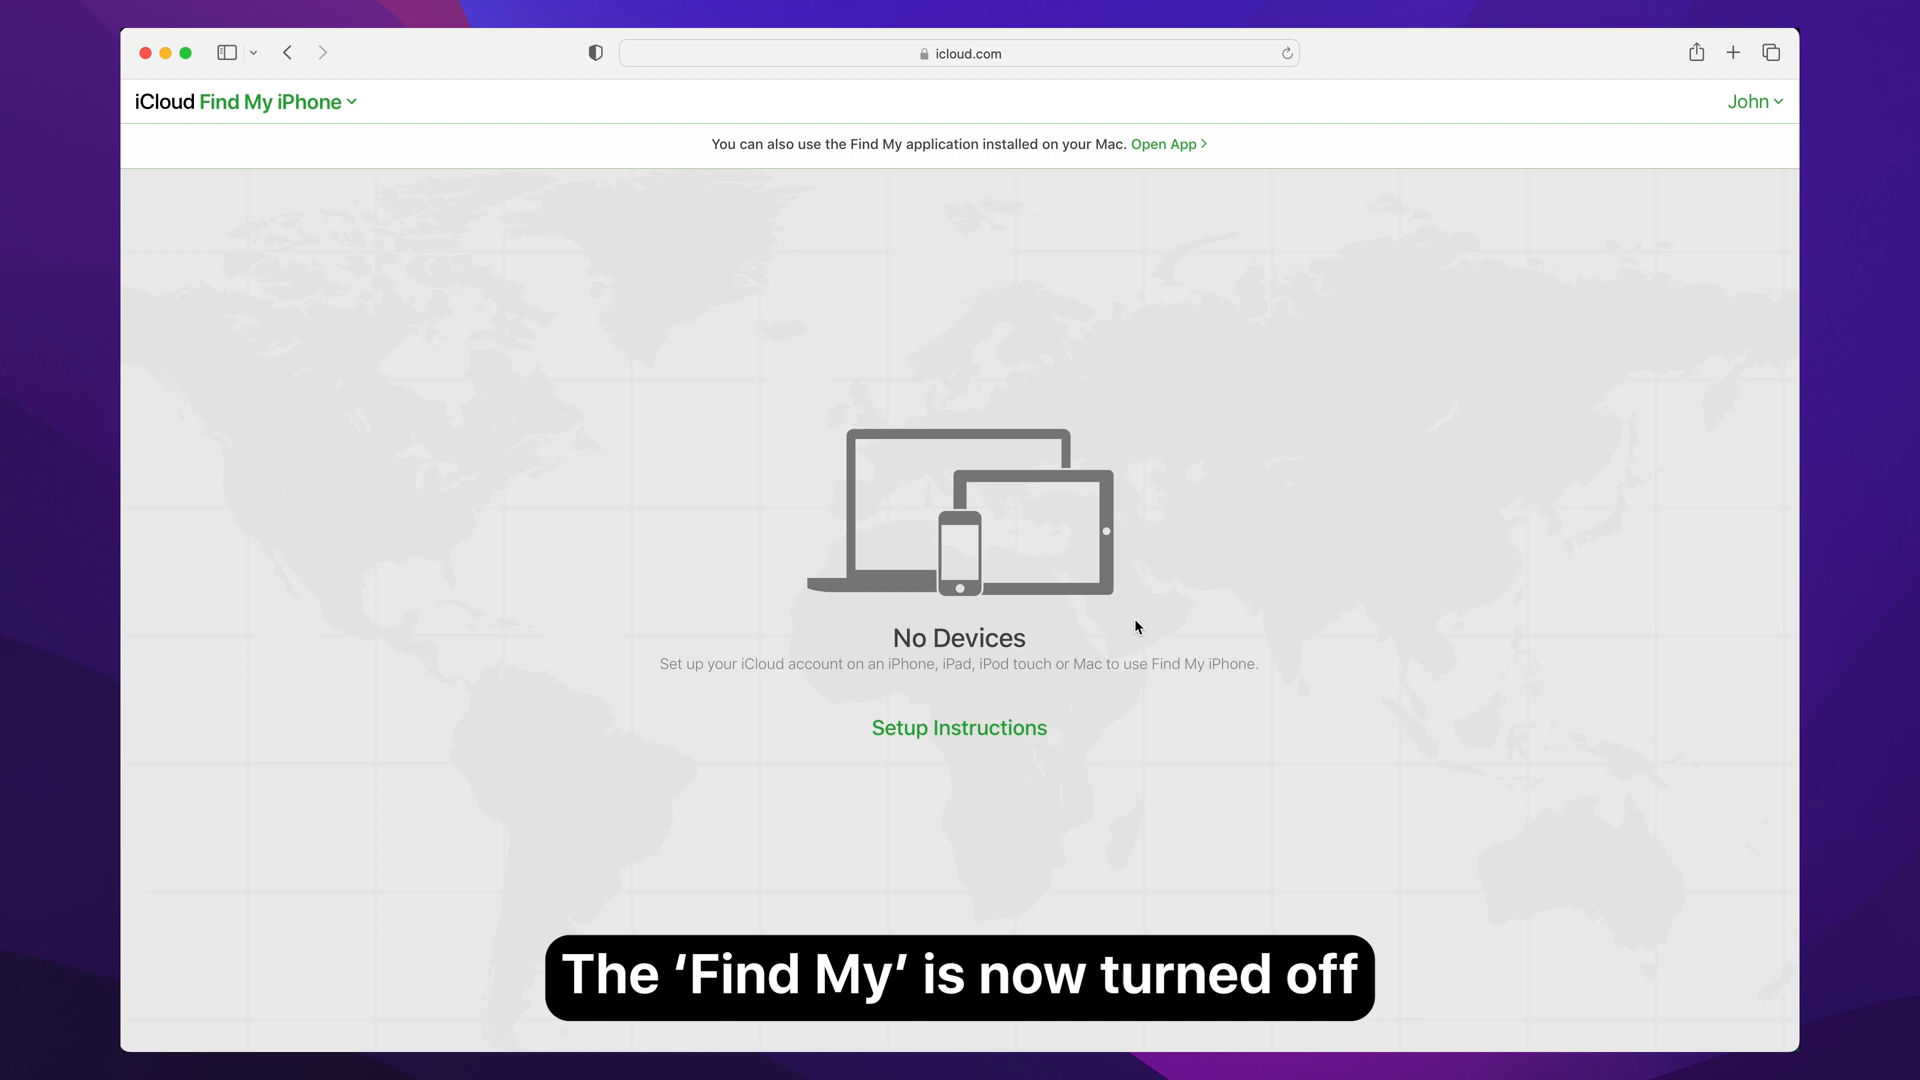 icloud.com
iCloud Find My iPhone
John
You can also use the Find My application installed on your Mac. Open App
No Devices
Set up your iCloud account on an iPhone, iPad, iPod touch or Mac to use Find My iPhone.
Setup Instructions
The ‘Find My’ is now turned off